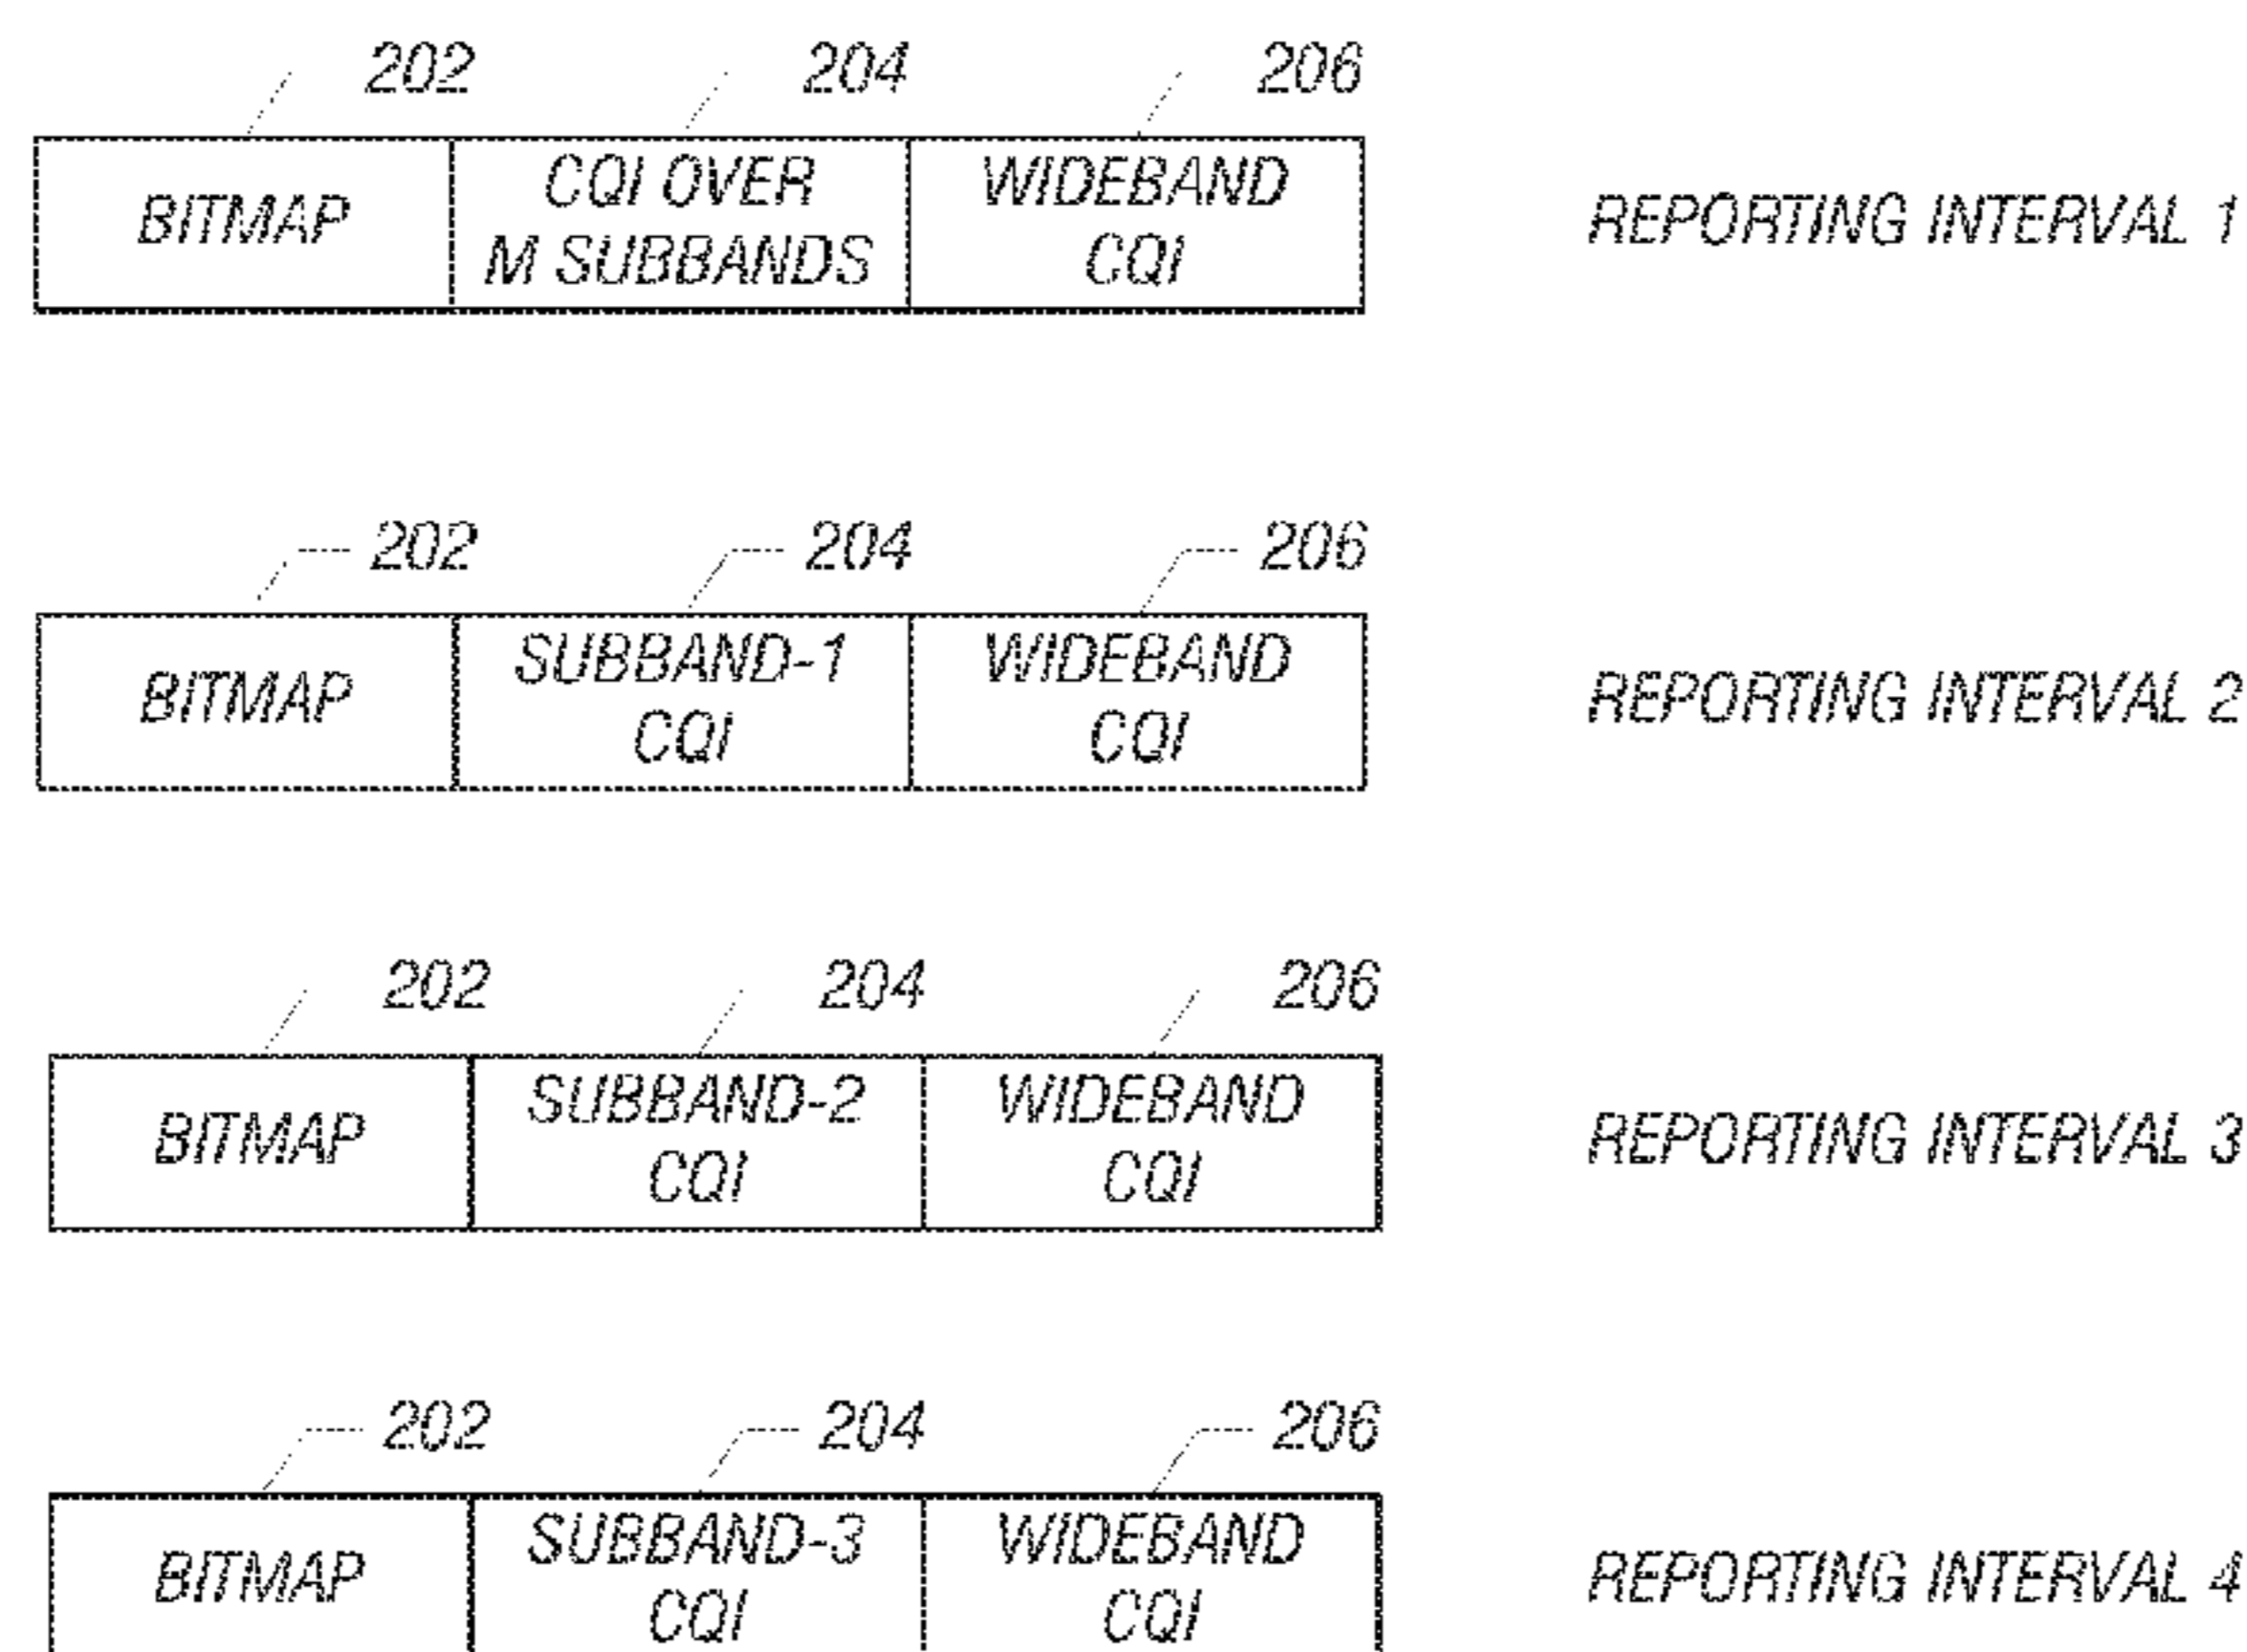 202 204 206
BITMAP
CQI OVER
M SUBBANDS
WIDEBAND
CQI
REPORTING INTERVAL 1
202 204 206
BITMAP
SUBBAND-1
CQI
WIDEBAND
CQI
REPORTING INTERVAL 2
202 204 206
BITMAP
SUBBAND-2
CQI
WIDEBAND
CQI
REPORTING INTERVAL 3
202 204 206
BITMAP
SUBBAND-3
CQI
WIDEBAND
CQI
REPORTING INTERVAL 4